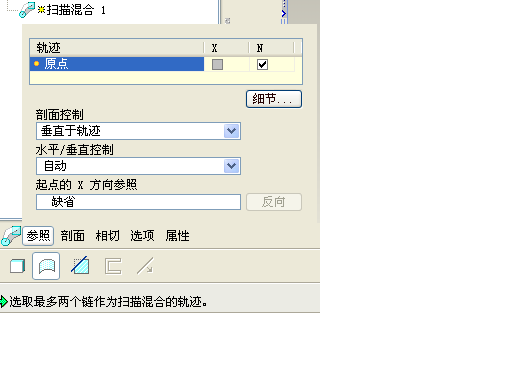 扫描混合 1
轨迹 X N
原点
细节...
剖面控制
垂直于轨迹
水平/垂直控制
自动
起点的 X 方向参照
缺省 反向
参照 剖面 相切 选项 属性
选取最多两个链作为扫描混合的轨迹。